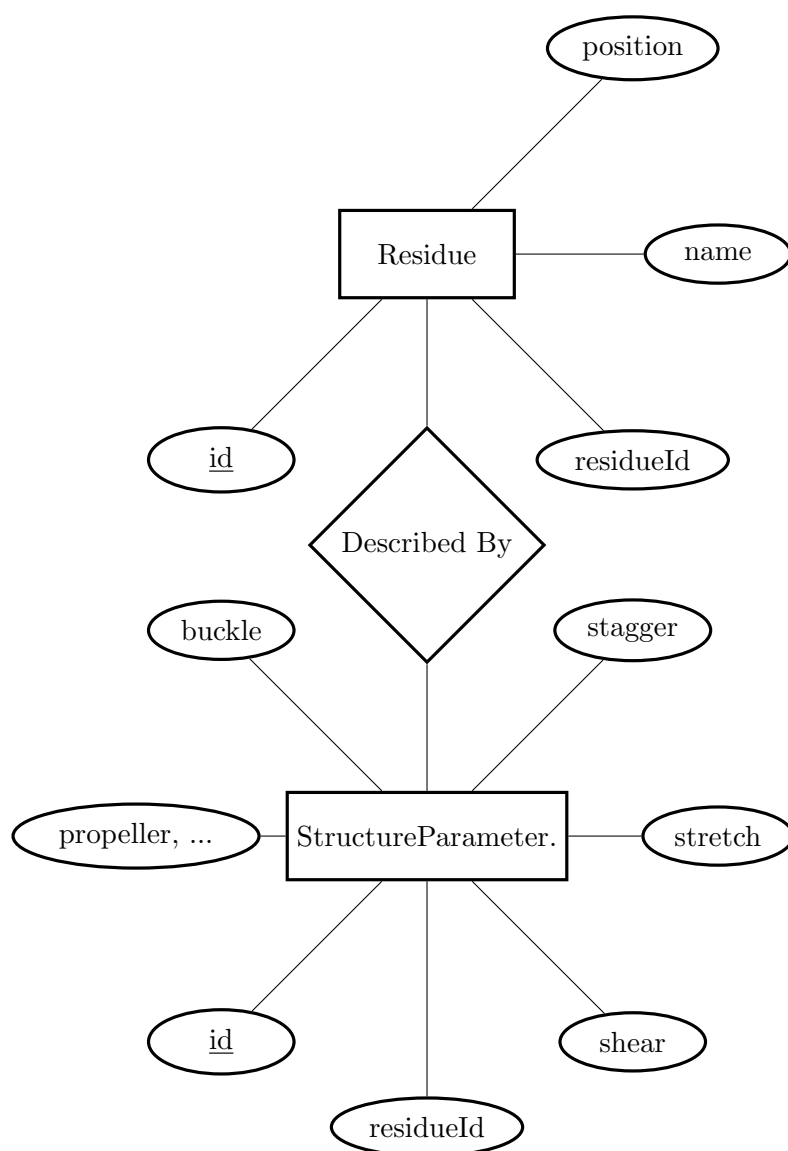 position
Residue
name
id
residueId
Described By
buckle
stagger
propeller, ...
StructureParameter.
stretch
id
shear
residueId